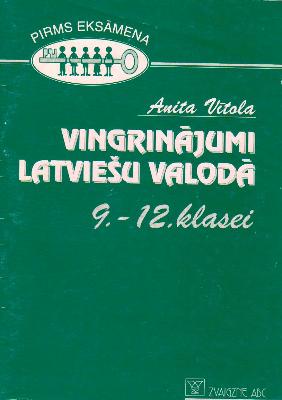 PIRMS EKSĀMENA
Anita Vītola
VINGRINĀJUMI
LATVIEŠU VALODĀ
9.-12. klasei
ZVAIGZNE ABC